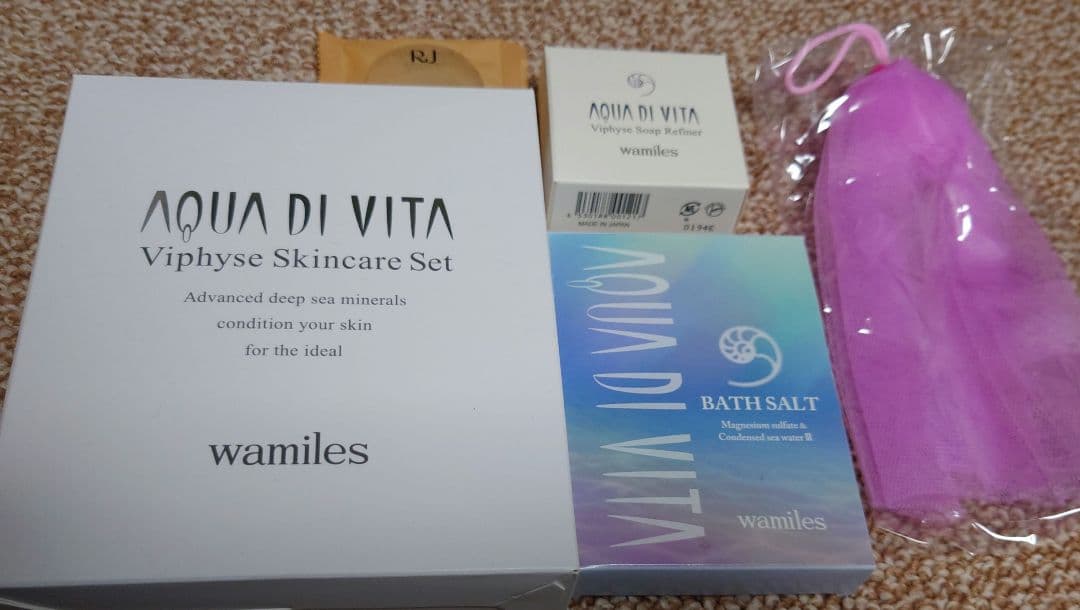 RJ
AQUA DI VITA
Viphyse Skincare Set
Advanced deep sea minerals
condition your skin
for the ideal
wamiles
AQUA DI VITA
Viphyse Soap Refiner
wamiles
MADE IN JAPAN
0194E
AQUA DI VITA
BATH SALT
Magnesium sulfate &
Condensed sea water Ⅲ
wamiles